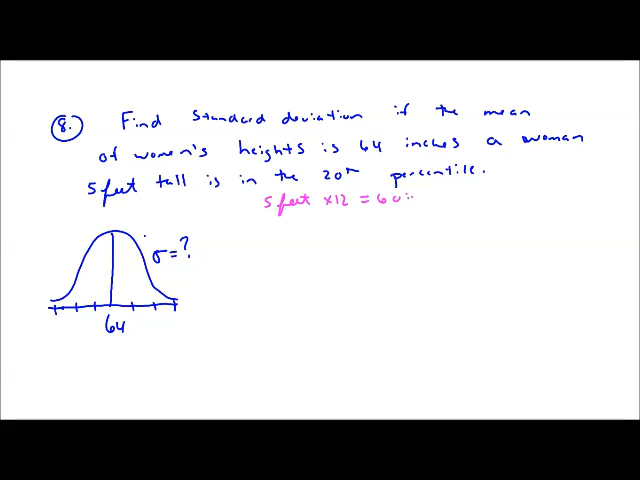 8. Find Standard deviation if the mean
of women's heights is 64 inches a woman
5 feet tall is in the 20th percentile.
5 feet ×12 = 60
σ=?
64